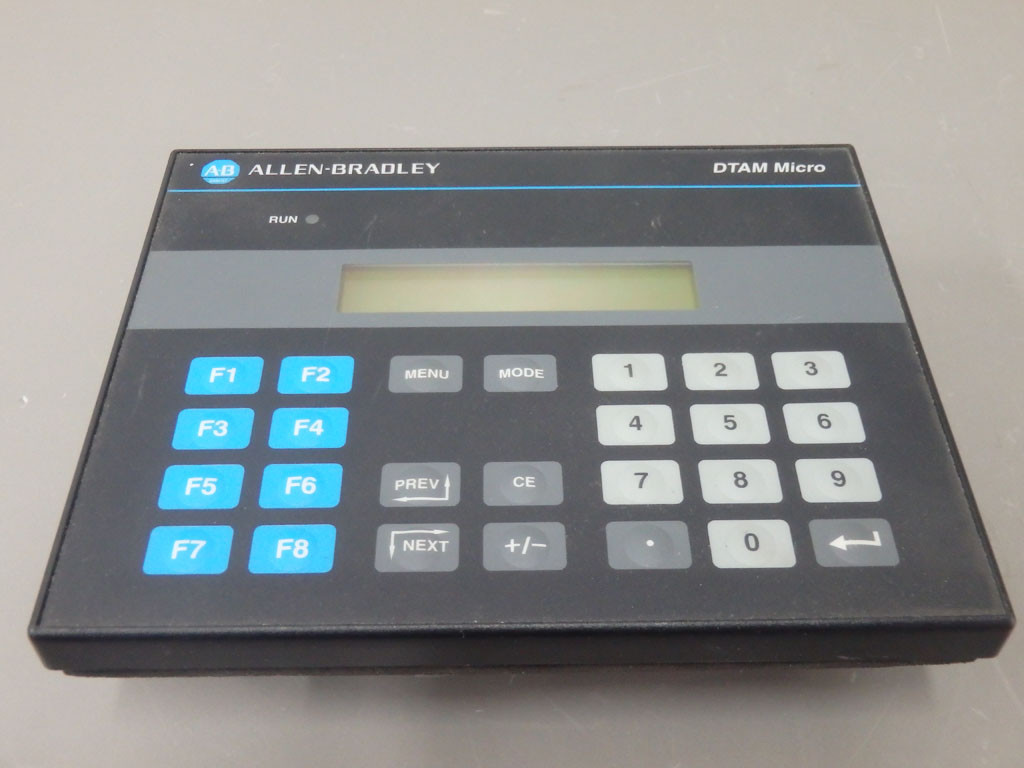 AB ALLEN-BRADLEY DTAM Micro
RUN
F1 F2 MENU MODE 1 2 3
F3 F4 4 5 6
F5 F6 PREV CE 7 8 9
F7 F8 NEXT +/− . 0